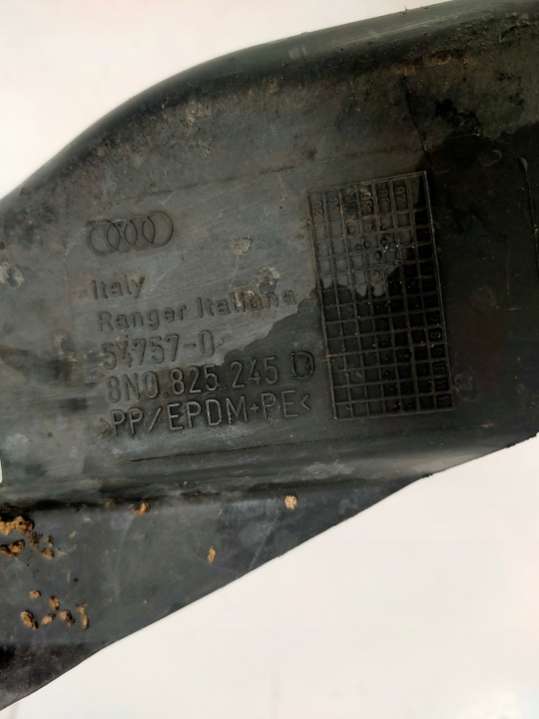 Italy
Ranger Italiana
54757-0
8N0.825.245 D
>PP/EPDM+PE<